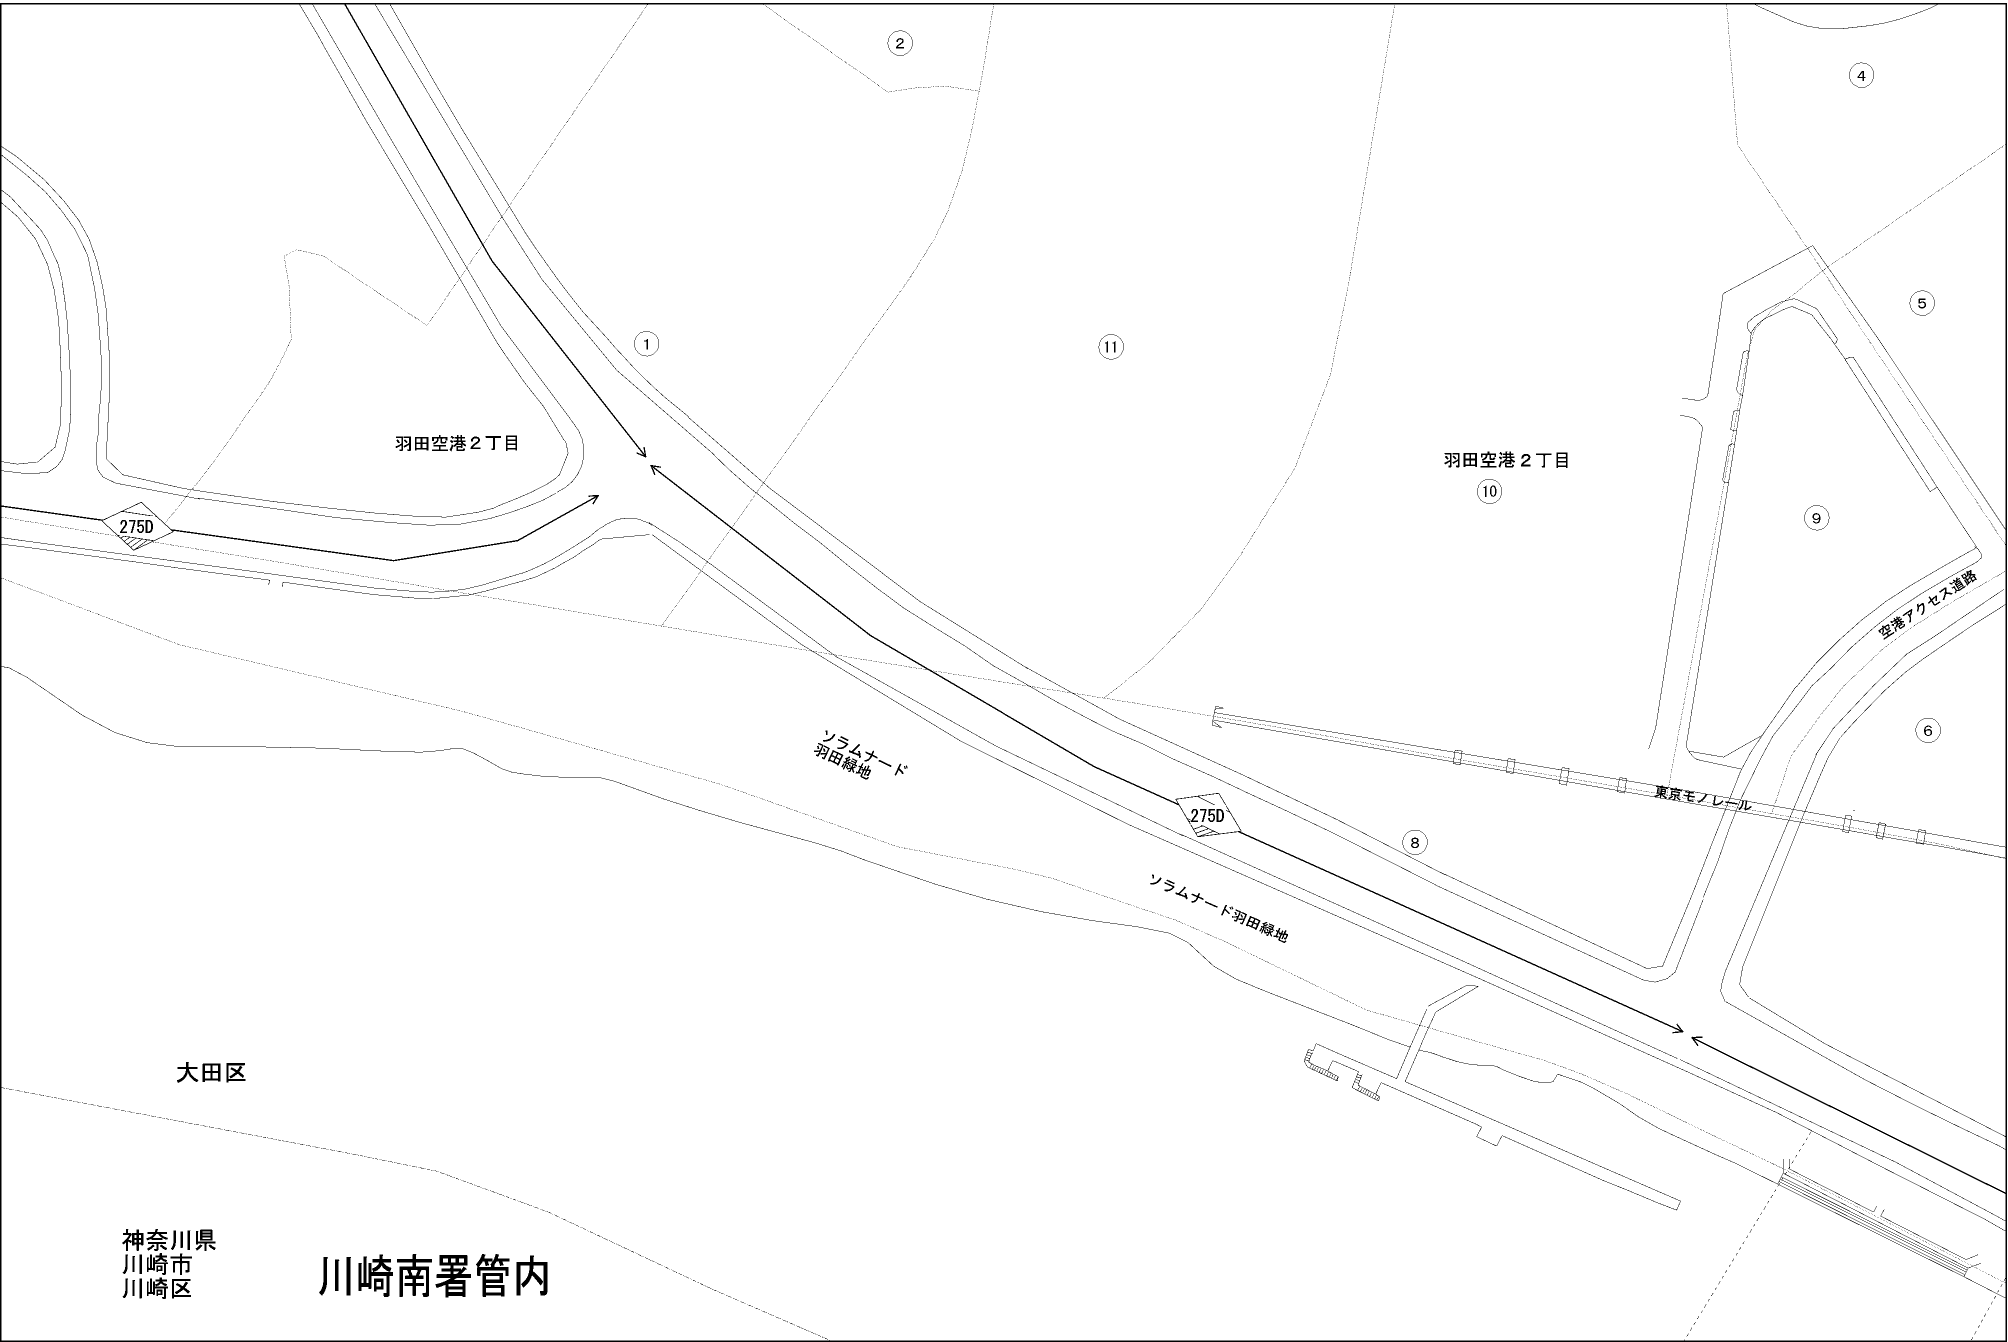 ②
④
⑤
①
⑪
羽田空港２丁目
羽田空港２丁目
⑩
⑨
275D
空港アクセス道路
⑥
ソラムナード
羽田緑地
東京モノレール
275D
⑧
ソラムナード羽田緑地
大田区
神奈川県
川崎市
川崎区
川崎南署管内